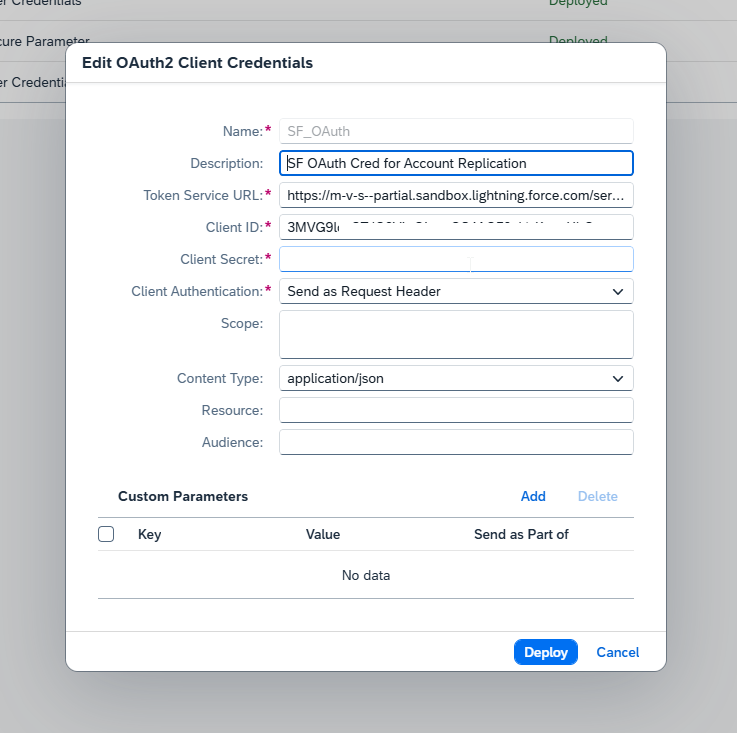 er Credentials Deployed
cure Parameter Deployed
er Credentia
Edit OAuth2 Client Credentials
Name:* SF_OAuth
Description: SF OAuth Cred for Account Replication
Token Service URL:* https://m-v-s--partial.sandbox.lightning.force.com/ser...
Client ID:* 3MVG9l
Client Secret:*
Client Authentication:* Send as Request Header
Scope:
Content Type: application/json
Resource:
Audience:
Custom Parameters Add Delete
Key Value Send as Part of
No data
Deploy Cancel